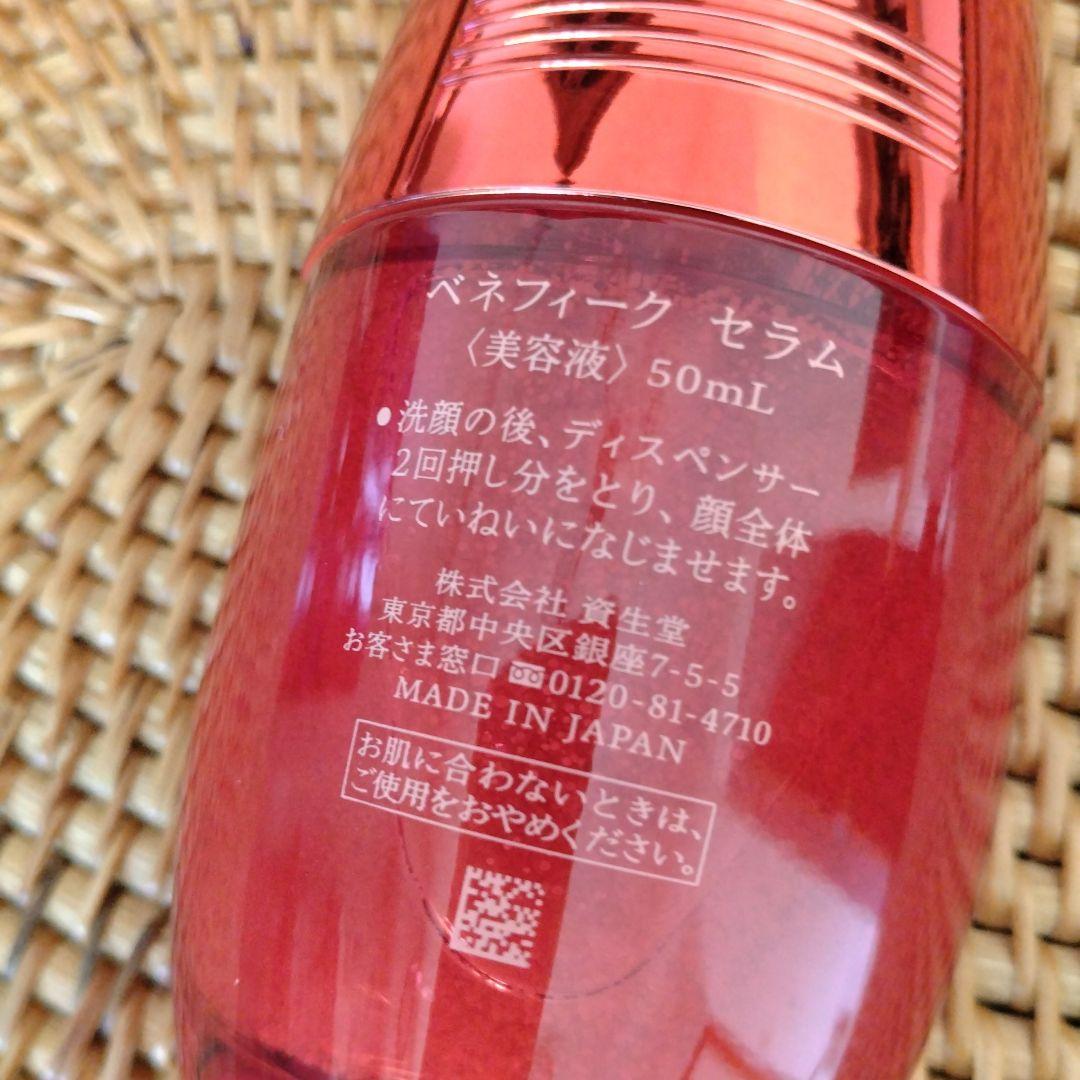 ベネフィーク セラム
〈美容液〉50mL
●洗顔の後、ディスペンサー
2回押し分をとり、顔全体
にていねいになじませます。
株式会社 資生堂
東京都中央区銀座7-5-5
お客さま窓口 0120-81-4710
MADE IN JAPAN
お肌に合わないときは、
ご使用をおやめください。